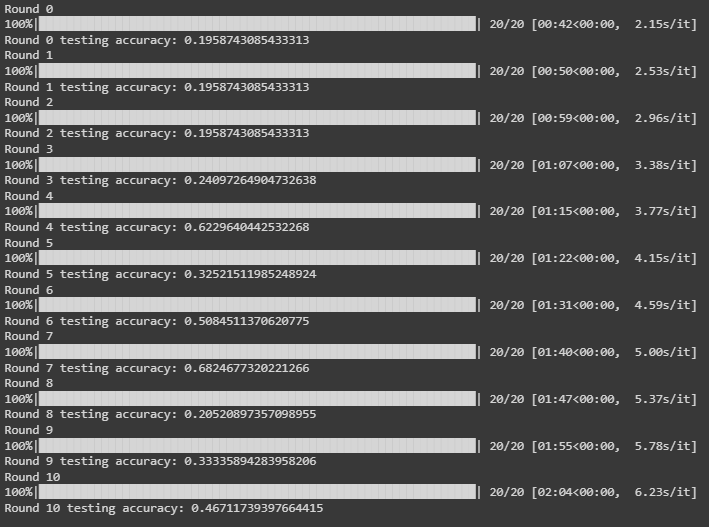 Round 0
100%|██████████| 20/20 [00:42<00:00, 2.15s/it]
Round 0 testing accuracy: 0.1958743085433313
Round 1
100%|██████████| 20/20 [00:50<00:00, 2.53s/it]
Round 1 testing accuracy: 0.1958743085433313
Round 2
100%|██████████| 20/20 [00:59<00:00, 2.96s/it]
Round 2 testing accuracy: 0.1958743085433313
Round 3
100%|██████████| 20/20 [01:07<00:00, 3.38s/it]
Round 3 testing accuracy: 0.24097264904732638
Round 4
100%|██████████| 20/20 [01:15<00:00, 3.77s/it]
Round 4 testing accuracy: 0.6229640442532268
Round 5
100%|██████████| 20/20 [01:22<00:00, 4.15s/it]
Round 5 testing accuracy: 0.32521511985248924
Round 6
100%|██████████| 20/20 [01:31<00:00, 4.59s/it]
Round 6 testing accuracy: 0.5084511370620775
Round 7
100%|██████████| 20/20 [01:40<00:00, 5.00s/it]
Round 7 testing accuracy: 0.6824677320221266
Round 8
100%|██████████| 20/20 [01:47<00:00, 5.37s/it]
Round 8 testing accuracy: 0.20520897357098955
Round 9
100%|██████████| 20/20 [01:55<00:00, 5.78s/it]
Round 9 testing accuracy: 0.33335894283958206
Round 10
100%|██████████| 20/20 [02:04<00:00, 6.23s/it]
Round 10 testing accuracy: 0.46711739397664415